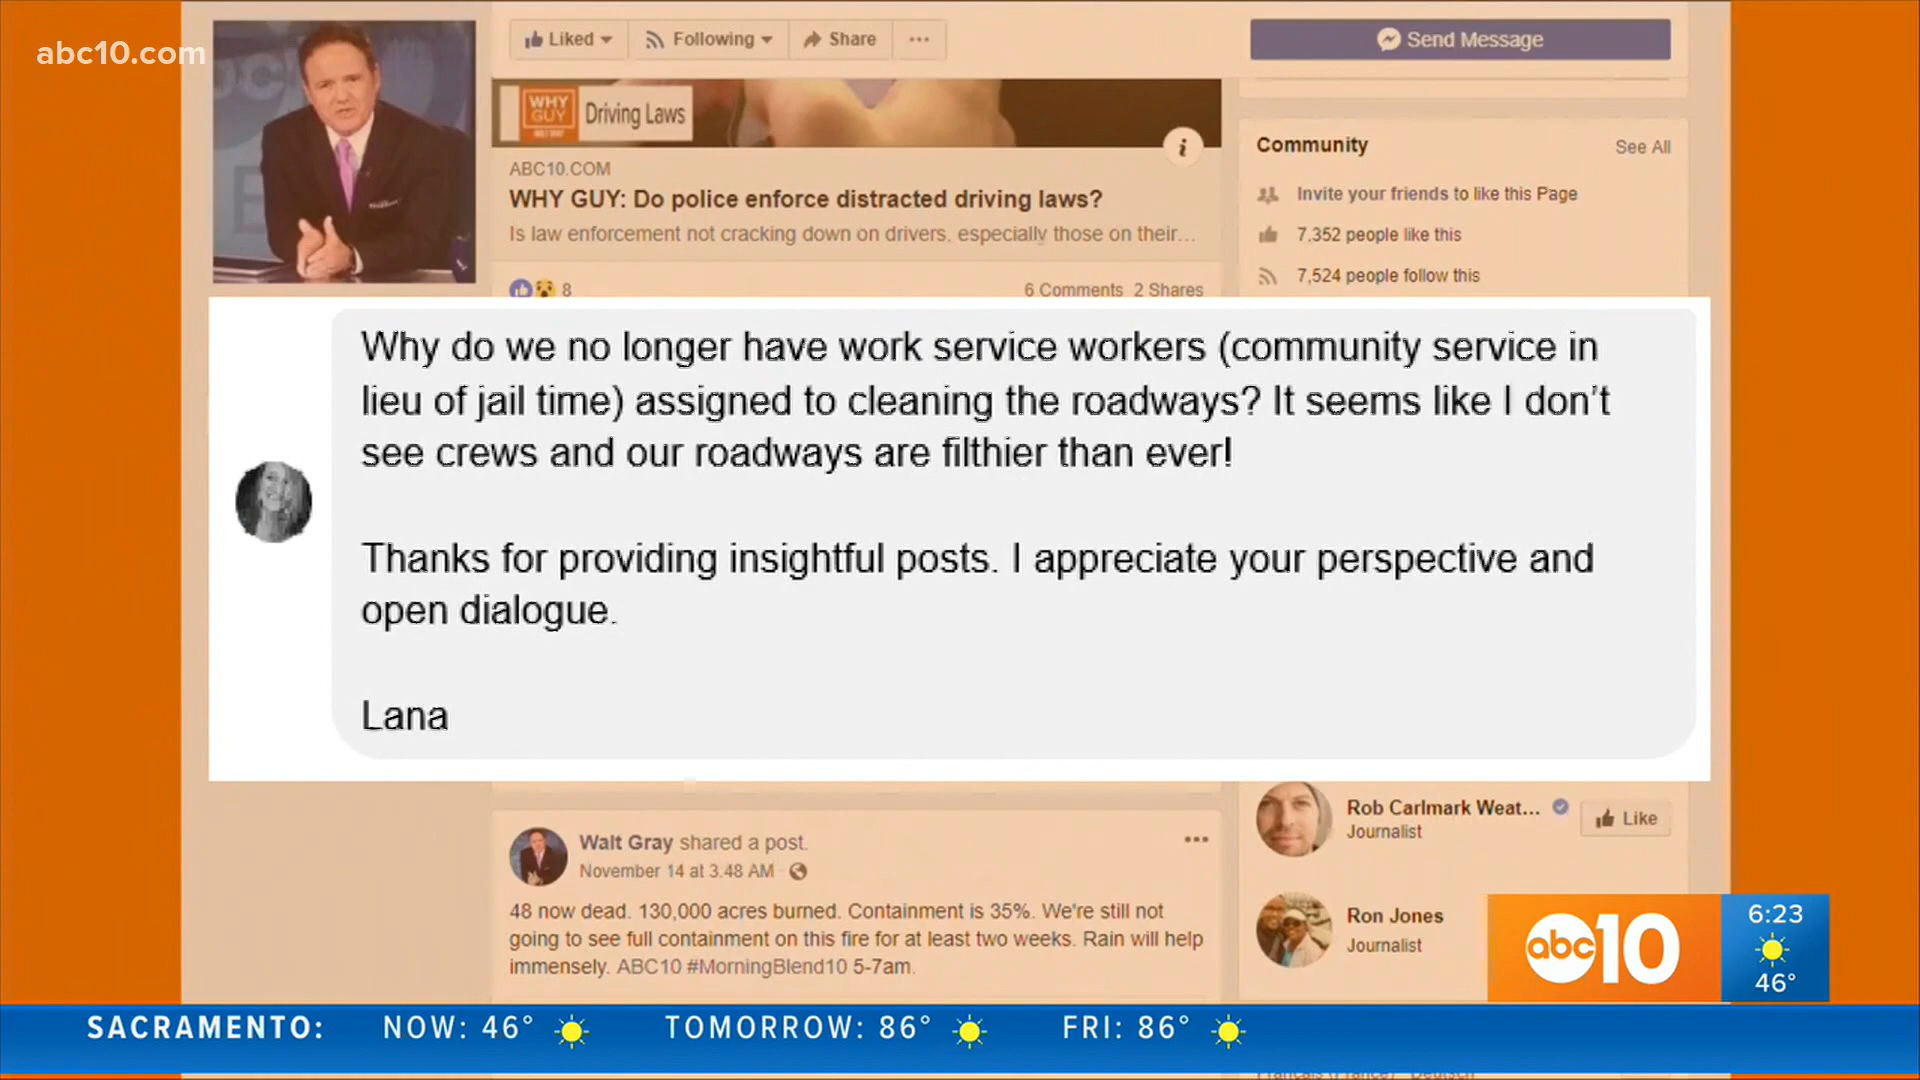 abc10.com
Liked
Following
Share
Send Message
WHY
GUY
Driving Laws
ABC10.COM
WHY GUY: Do police enforce distracted driving laws?
Is law enforcement not cracking down on drivers, especially those on their...
8
6 Comments 2 Shares
Community
See All
Invite your friends to like this Page
7,352 people like this
7,524 people follow this
Why do we no longer have work service workers (community service in
lieu of jail time) assigned to cleaning the roadways? It seems like I don't
see crews and our roadways are filthier than ever!
Thanks for providing insightful posts. I appreciate your perspective and
open dialogue.
Lana
Walt Gray shared a post.
November 14 at 3:48 AM
48 now dead. 130,000 acres burned. Containment is 35%. We're still not
going to see full containment on this fire for at least two weeks. Rain will help
immensely. ABC10 #MorningBlend10 5-7am.
Rob Carlmark Weat...
Journalist
Like
Ron Jones
Journalist
abc10
6:23
46°
SACRAMENTO: NOW: 46° TOMORROW: 86° FRI: 86°